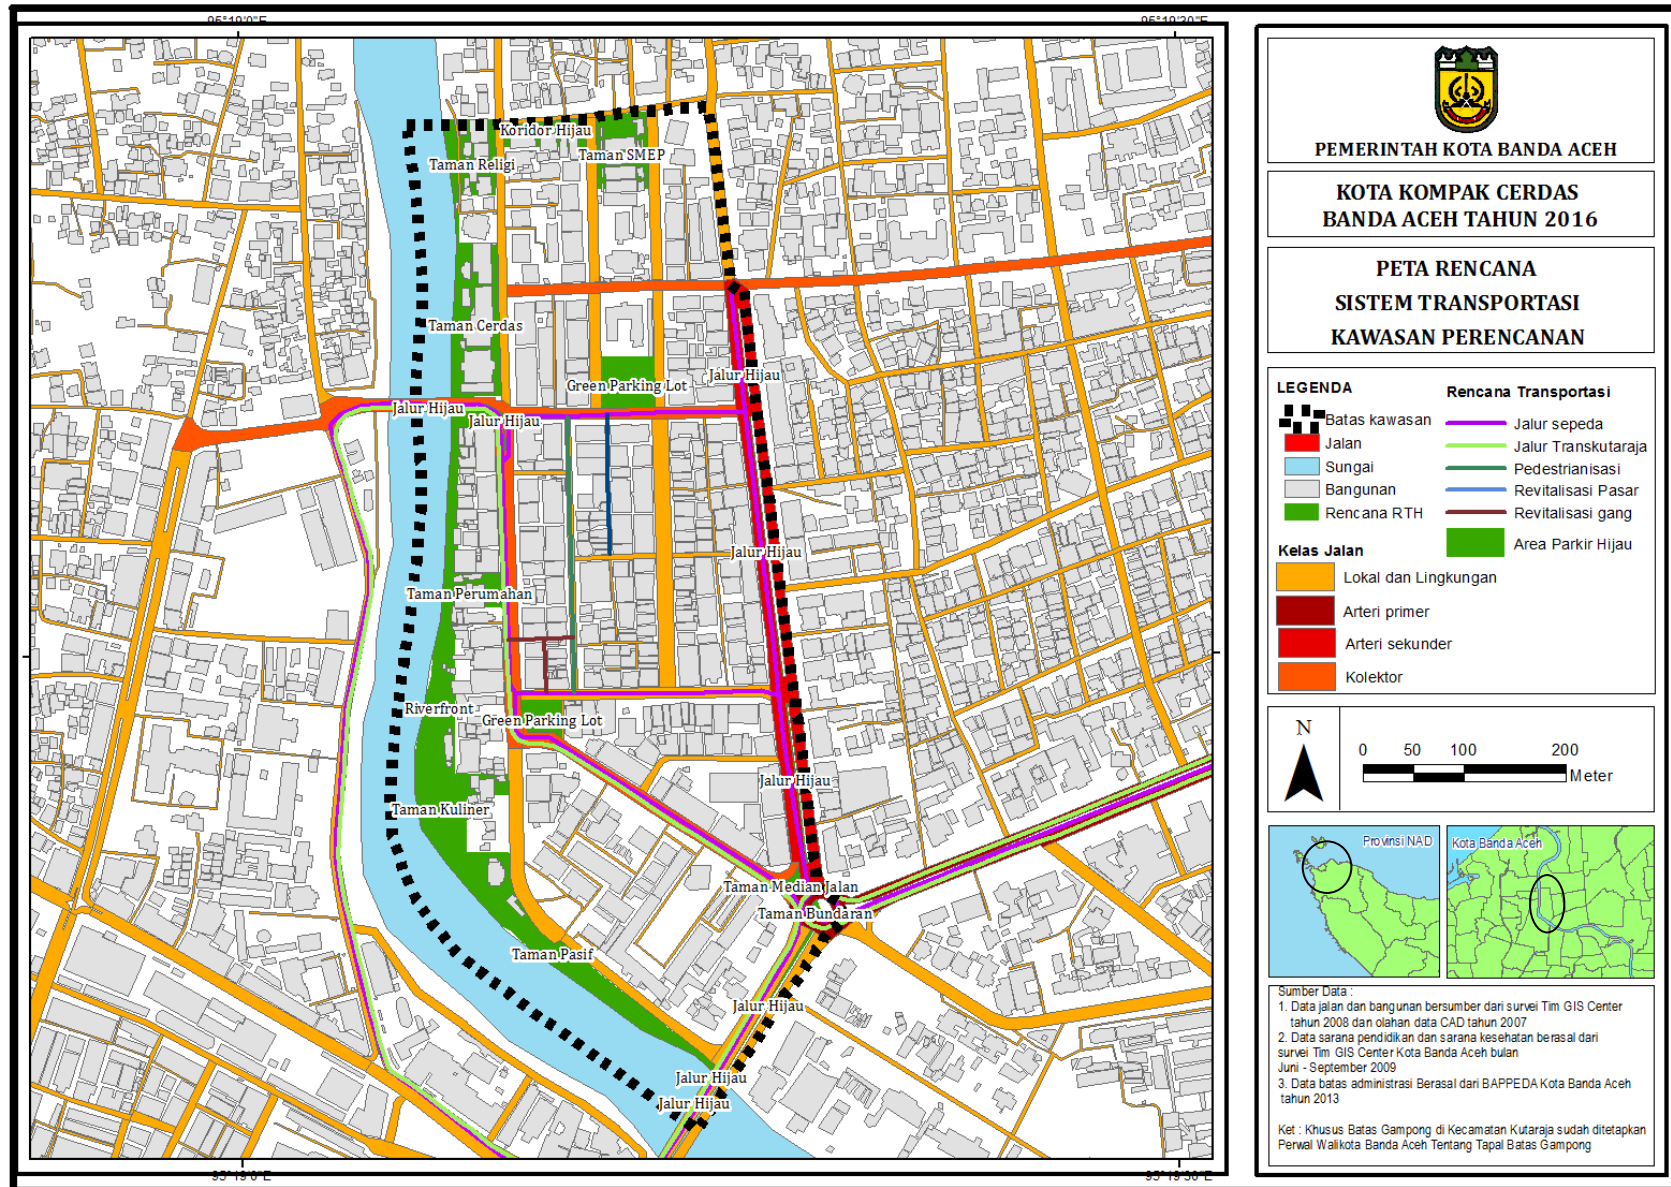 95°19'0"E
95°19'30"E
Koridor Hijau
Taman SMEP
Taman Religi
Taman Cerdas
Green Parking Lot
Jalur Hijau
Jalur Hijau
Jalur Hijau
Jalur Hijau
Taman Perumahan
Riverfront
Green Parking Lot
Jalur Hijau
Taman Kuliner
Taman Median Jalan
Taman Bundaran
Taman Pasif
Jalur Hijau
Jalur Hijau
Jalur Hijau
95°19'0"E
95°19'30"E
PEMERINTAH KOTA BANDA ACEH
KOTA KOMPAK CERDAS
BANDA ACEH TAHUN 2016
PETA RENCANA
SISTEM TRANSPORTASI
KAWASAN PERENCANAN
LEGENDA
Batas kawasan
Jalan
Sungai
Bangunan
Rencana RTH
Kelas Jalan
Lokal dan Lingkungan
Arteri primer
Arteri sekunder
Kolektor
Rencana Transportasi
Jalur sepeda
Jalur Transkutaraja
Pedestrianisasi
Revitalisasi Pasar
Revitalisasi gang
Area Parkir Hijau
N
0 50 100 200
Meter
Provinsi NAD
Kota Banda Aceh
Sumber Data :
1. Data jalan dan bangunan bersumber dari survei Tim GIS Center
tahun 2008 dan olahan data CAD tahun 2007
2. Data sarana pendidikan dan sarana kesehatan berasal dari
survei Tim GIS Center Kota Banda Aceh bulan
Juni - September 2009
3. Data batas administrasi Berasal dari BAPPEDA Kota Banda Aceh
tahun 2013
Ket : Khusus Batas Gampong di Kecamatan Kutaraja sudah ditetapkan
Perwal Walikota Banda Aceh Tentang Tapal Batas Gampong